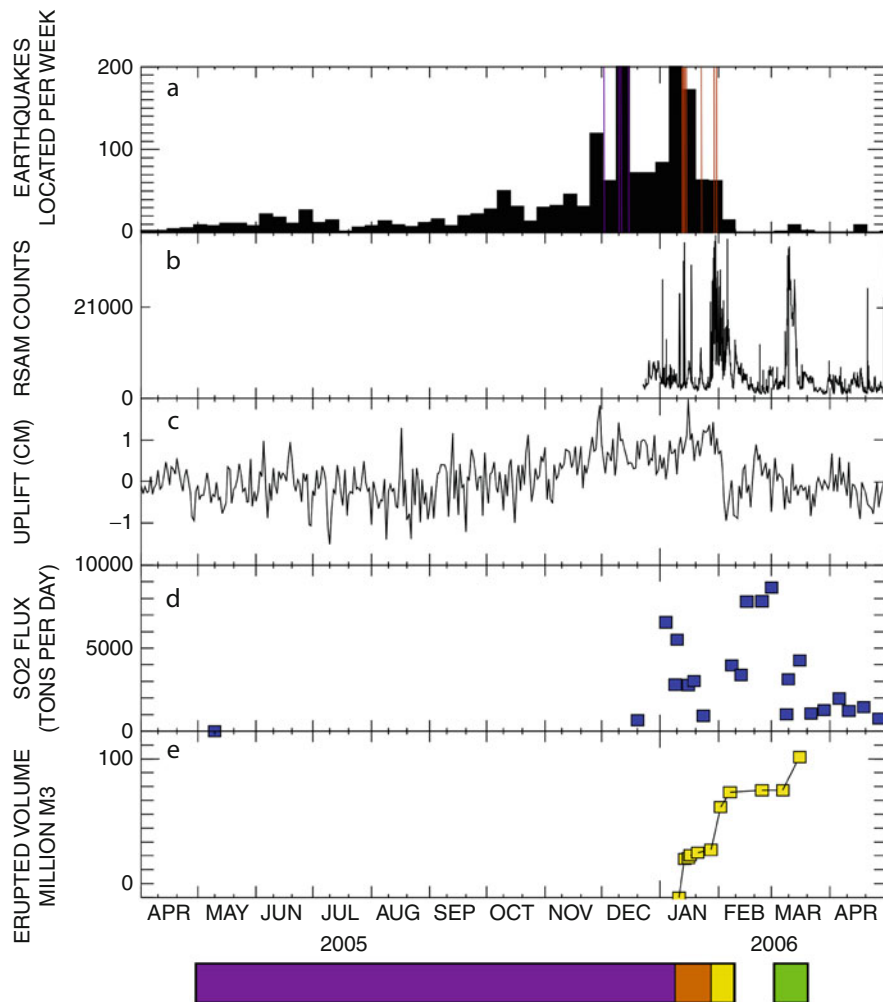 EARTHQUAKES
LOCATED PER WEEK
200
100
0
a
RSAM COUNTS
21000
0
b
UPLIFT (CM)
1
0
−1
c
SO2 FLUX
(TONS PER DAY)
10000
5000
0
d
ERUPTED VOLUME
MILLION M3
100
0
e
APR MAY JUN JUL AUG SEP OCT NOV DEC JAN FEB MAR APR
2005 2006